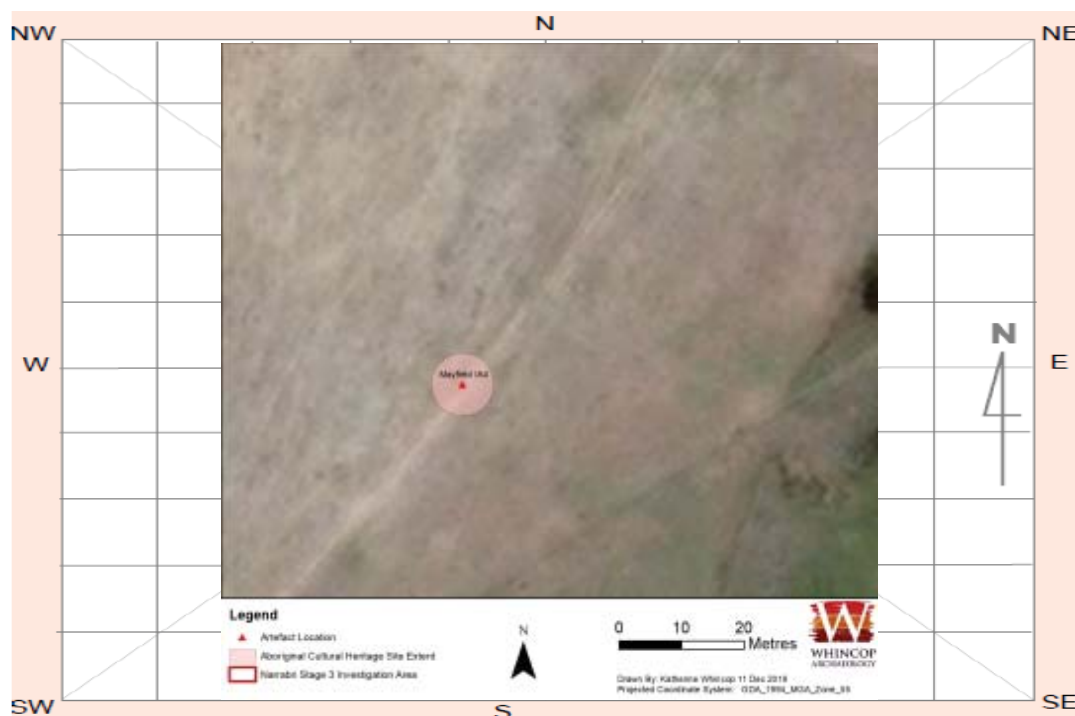 N
NW
NE
W
N
E
Legend
Artefact Location
Aboriginal Cultural Heritage Site Extent
Narrabri Stage 3 Investigation Area
N
0 10 20
Metres
W
WHINCOP
ARCHAEOLOGY
Drawn By: Katherine Whincop 11 Dec 2019
Projected Coordinate System: GDA_1994_MGA_Zone_55
SW
S
SE